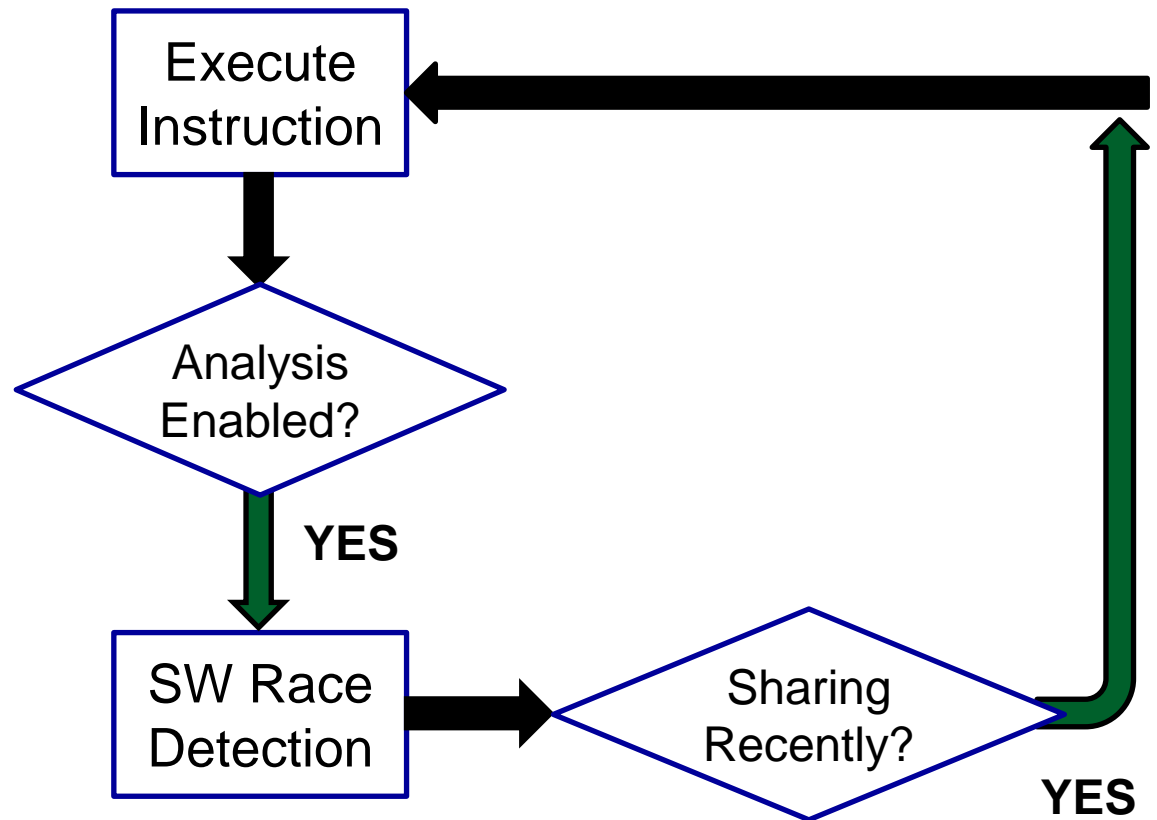 Execute
Instruction
Analysis
Enabled?
YES
SW Race
Detection
Sharing
Recently?
YES